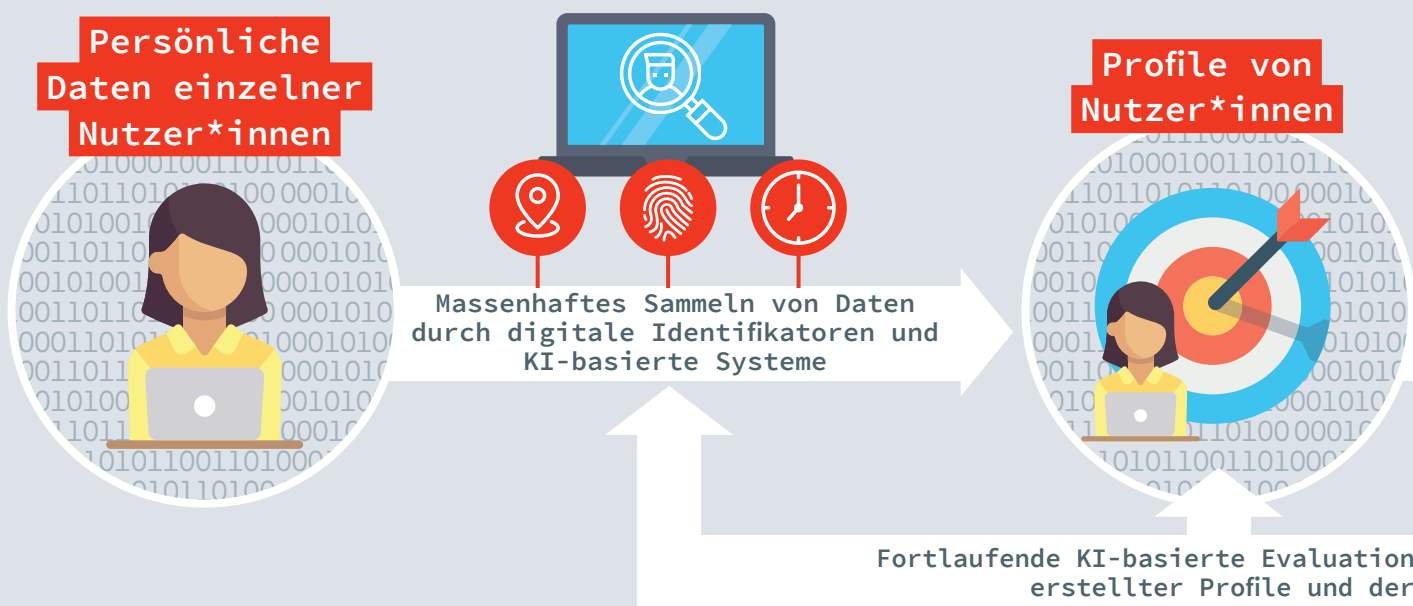 Persönliche
Daten einzelner
Nutzer*innen
Massenhaftes Sammeln von Daten
durch digitale Identifikatoren und
KI-basierte Systeme
Profile von
Nutzer*innen
Fortlaufende KI-basierte Evaluation
erstellter Profile und der